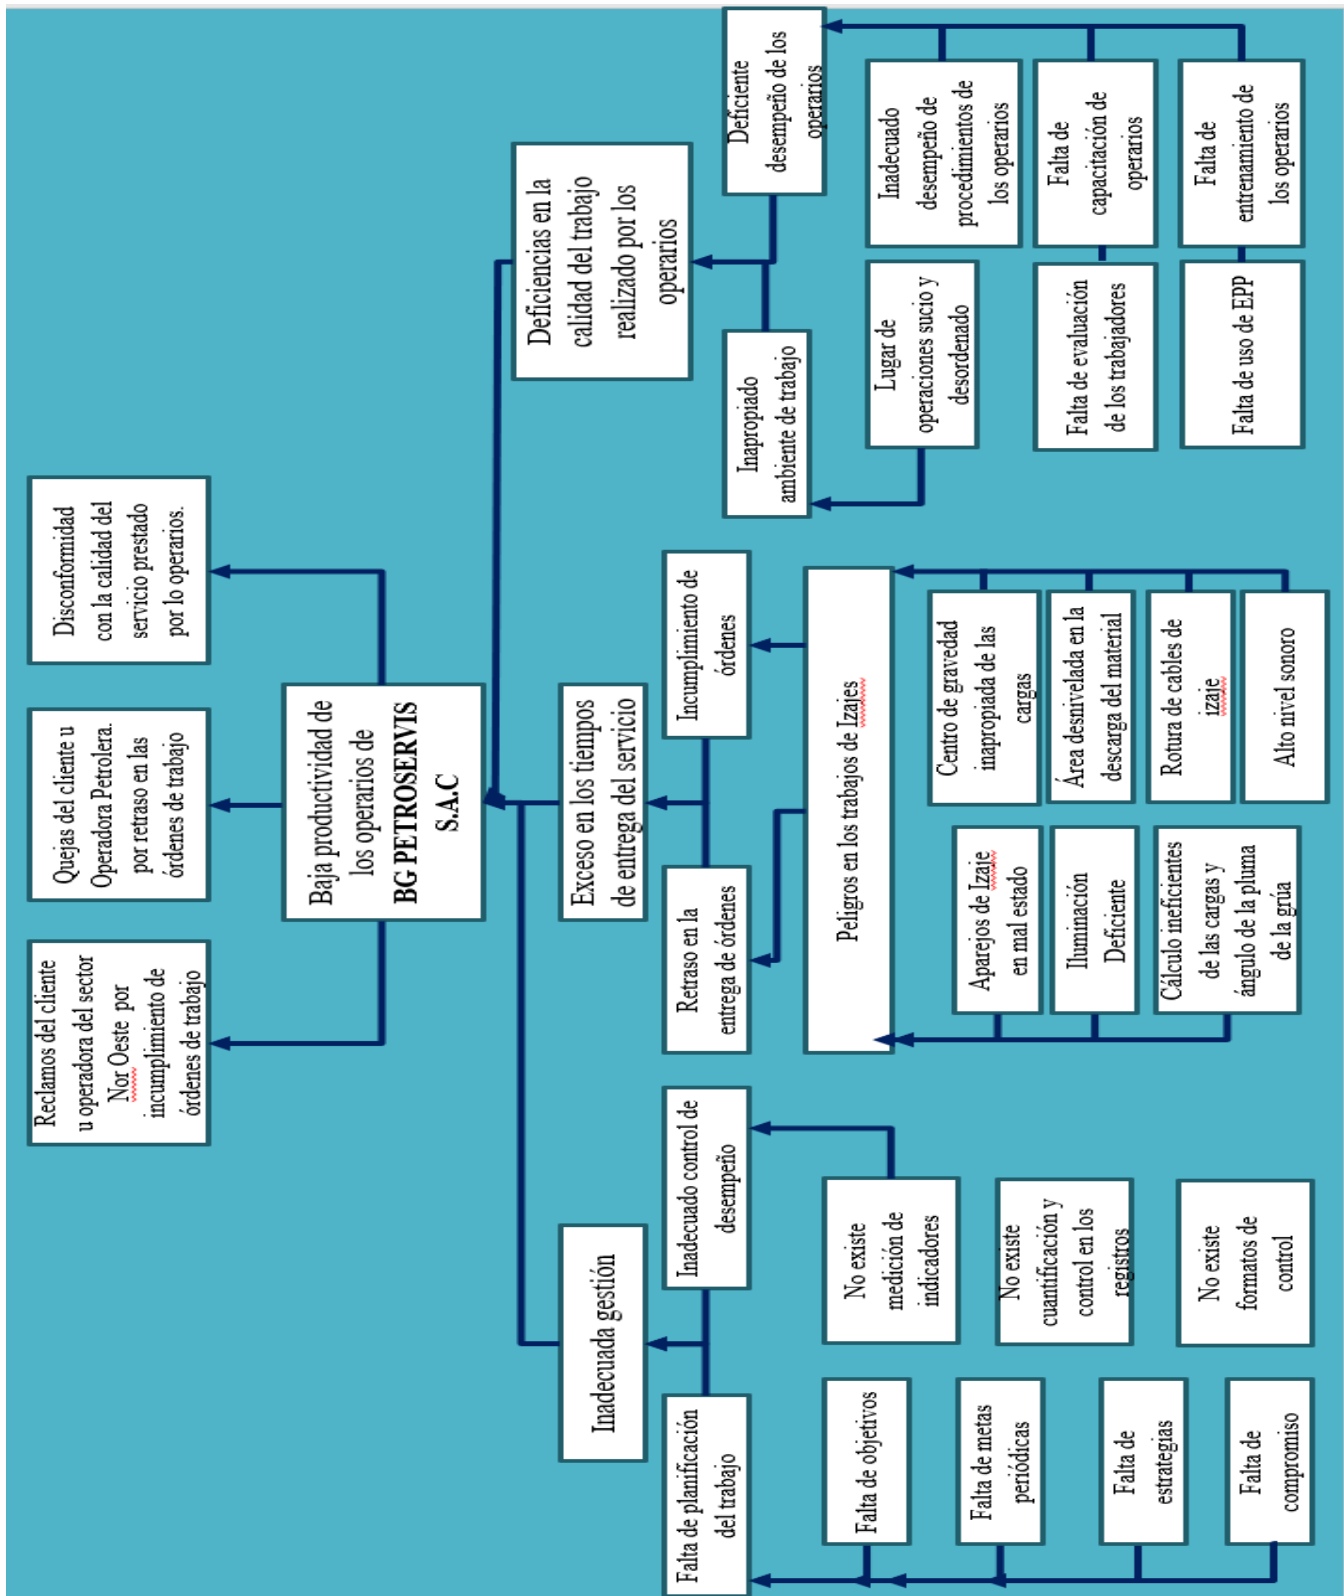 Reclamos del cliente
u operadora del sector
Nor Oeste por
incumplimiento de
órdenes de trabajo
Quejas del cliente u
Operadora Petrolera.
por retraso en las
órdenes de trabajo
Disconformidad
con la calidad del
servicio prestado
por lo operarios.
Baja productividad de
los operarios de
BG PETROSERVIS
S.A.C
Inadecuada gestión
Exceso en los tiempos
de entrega del servicio
Deficiencias en la
calidad del trabajo
realizado por los
operarios
Falta de planificación
del trabajo
Inadecuado control de
desempeño
Retraso en la
entrega de órdenes
Incumplimiento de
órdenes
Inapropiado
ambiente de trabajo
Deficiente
desempeño de los
operarios
Falta de objetivos
Falta de metas
periódicas
Falta de
estrategias
Falta de
compromiso
No existe
medición de
indicadores
No existe
cuantificación y
control en los
registros
No existe
formatos de
control
Peligros en los trabajos de Izajes
Aparejos de Izaje
en mal estado
Iluminación
Deficiente
Cálculo ineficientes
de las cargas y
ángulo de la pluma
de la grúa
Centro de gravedad
inapropiada de las
cargas
Área desnivelada en la
descarga del material
Rotura de cables de
izaje
Alto nivel sonoro
Lugar de
operaciones sucio y
desordenado
Inadecuado
desempeño de
procedimientos de
los operarios
Falta de evaluación
de los trabajadores
Falta de
capacitación de
operarios
Falta de uso de EPP
Falta de
entrenamiento de
los operarios